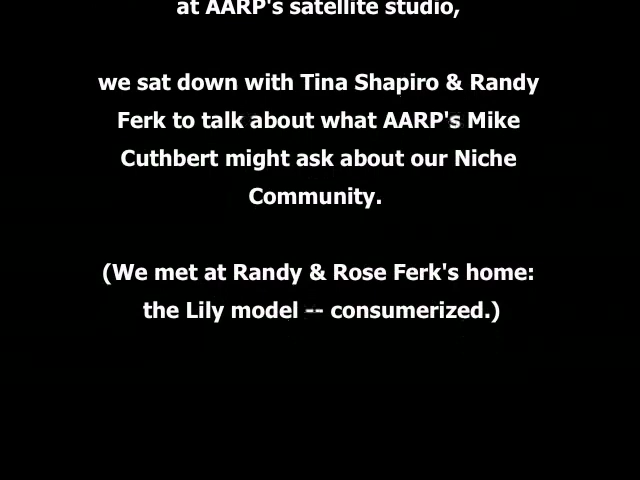 at AARP's satellite studio,
we sat down with Tina Shapiro & Randy
Ferk to talk about what AARP's Mike
Cuthbert might ask about our Niche
Community.
(We met at Randy & Rose Ferk's home:
the Lily model -- consumerized.)